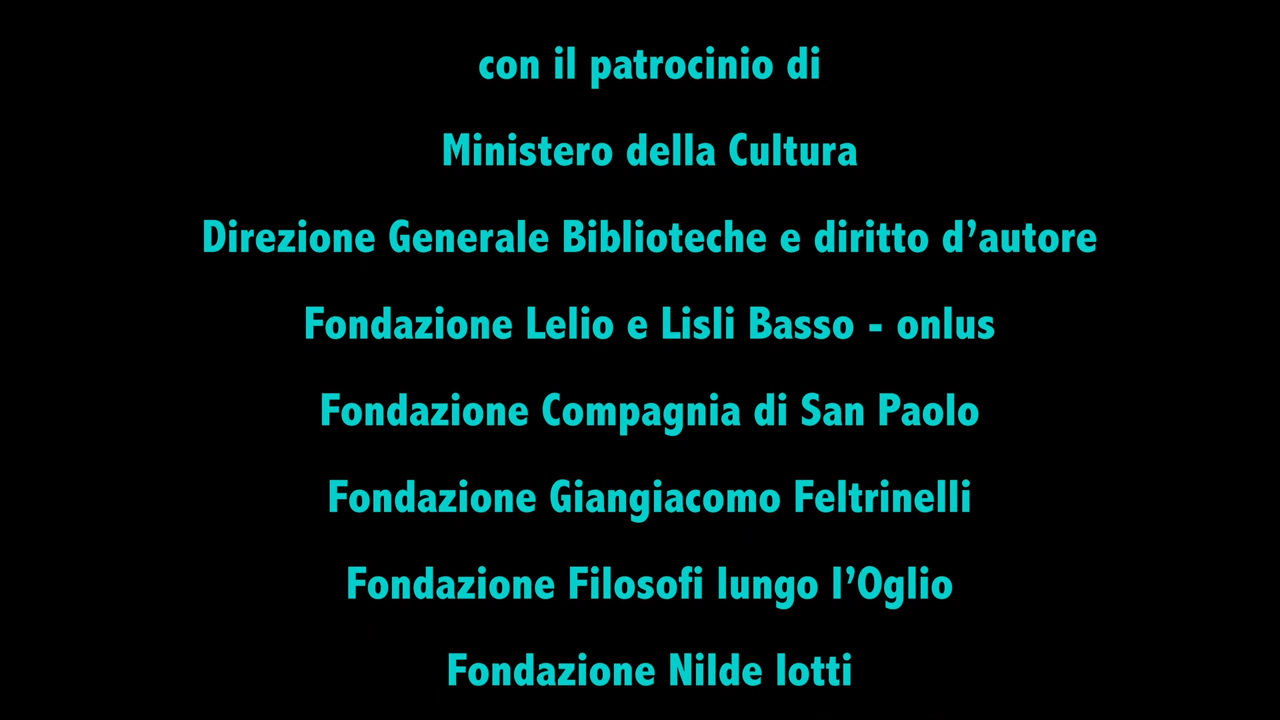 con il patrocinio di
Ministero della Cultura
Direzione Generale Biblioteche e diritto d’autore
Fondazione Lelio e Lisli Basso - onlus
Fondazione Compagnia di San Paolo
Fondazione Giangiacomo Feltrinelli
Fondazione Filosofi lungo l’Oglio
Fondazione Nilde Iotti